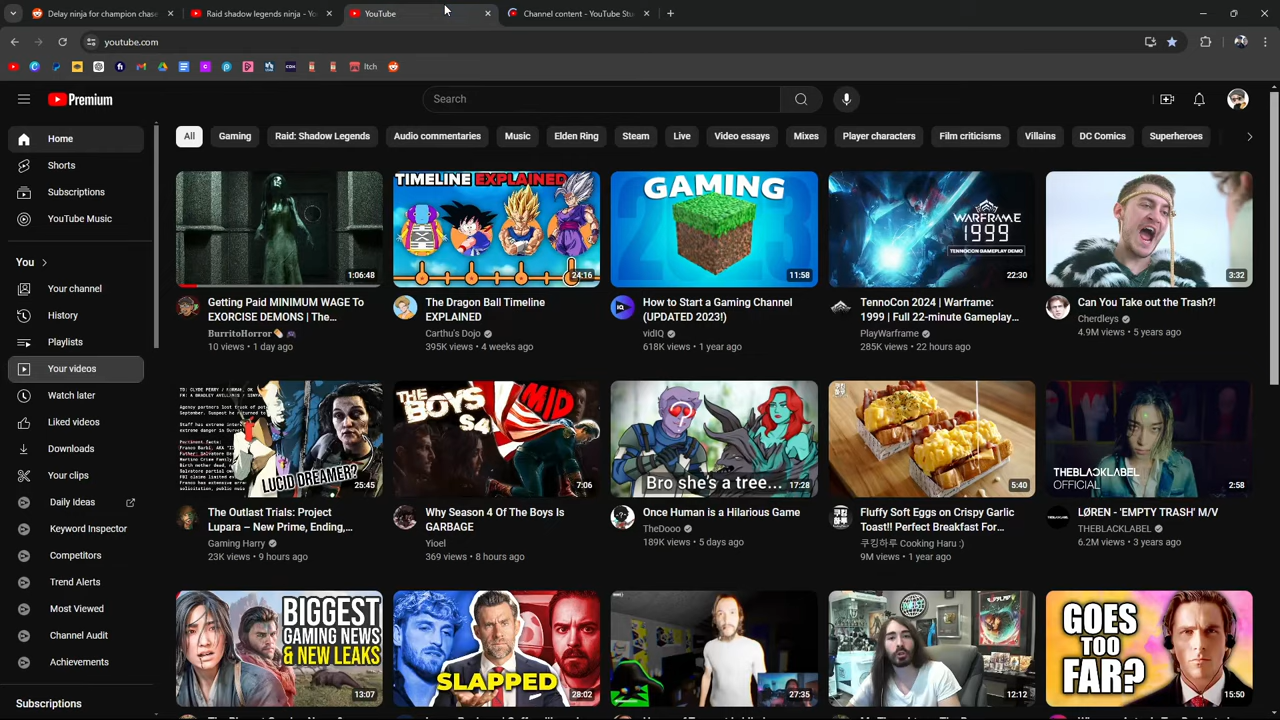 Delay ninja for champion chase
Raid shadow legends ninja - Yo
YouTube
Channel content - YouTube Stu
youtube.com
Itch
Premium
Search
Home
Shorts
Subscriptions
YouTube Music
You
Your channel
History
Playlists
Your videos
Watch later
Liked videos
Downloads
Your clips
Daily Ideas
Keyword Inspector
Competitors
Trend Alerts
Most Viewed
Channel Audit
Achievements
Subscriptions
All
Gaming
Raid: Shadow Legends
Audio commentaries
Music
Elden Ring
Steam
Live
Video essays
Mixes
Player characters
Film criticisms
Villains
DC Comics
Superheroes
1:06:48
Getting Paid MINIMUM WAGE To
EXORCISE DEMONS | The...
BurritoHorror
10 views • 1 day ago
TIMELINE EXPLAINED
24:16
The Dragon Ball Timeline
EXPLAINED
Carthu's Dojo
395K views • 4 weeks ago
GAMING
11:58
How to Start a Gaming Channel
(UPDATED 2023!)
vidIQ
618K views • 1 year ago
WARFRAME
1999
TENNOCON GAMEPLAY DEMO
22:30
TennoCon 2024 | Warframe:
1999 | Full 22-minute Gameplay...
PlayWarframe
285K views • 22 hours ago
3:32
Can You Take out the Trash?!
Cherdleys
4.9M views • 5 years ago
LUCID DREAMER?
25:45
The Outlast Trials: Project
Lupara – New Prime, Ending,...
Gaming Harry
23K views • 9 hours ago
THE BOYS
S4
MID
7:06
Why Season 4 Of The Boys Is
GARBAGE
Yioel
369 views • 8 hours ago
Bro she's a tree...
17:28
Once Human is a Hilarious Game
TheDooo
189K views • 5 days ago
5:40
Fluffy Soft Eggs on Crispy Garlic
Toast!! Perfect Breakfast For...
쿠킹하루 Cooking Haru :)
9M views • 1 year ago
THEBLACKLABEL
OFFICIAL
2:58
LØREN - 'EMPTY TRASH' M/V
THEBLACKLABEL
6.2M views • 3 years ago
BIGGEST
GAMING NEWS
& NEW LEAKS
13:07
SLAPPED
28:02
27:35
12:12
GOES
TOO
FAR?
15:50